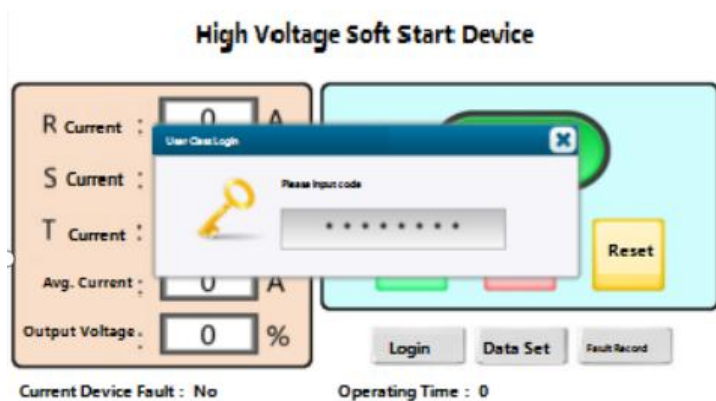 High Voltage Soft Start Device
R Current : 0 A
User Class Login
S Current :
Please Input code
********
T Current :
Reset
Avg. Current : 0 A
Output Voltage : 0 %
Login Data Set Fault Record
Current Device Fault : No Operating Time : 0